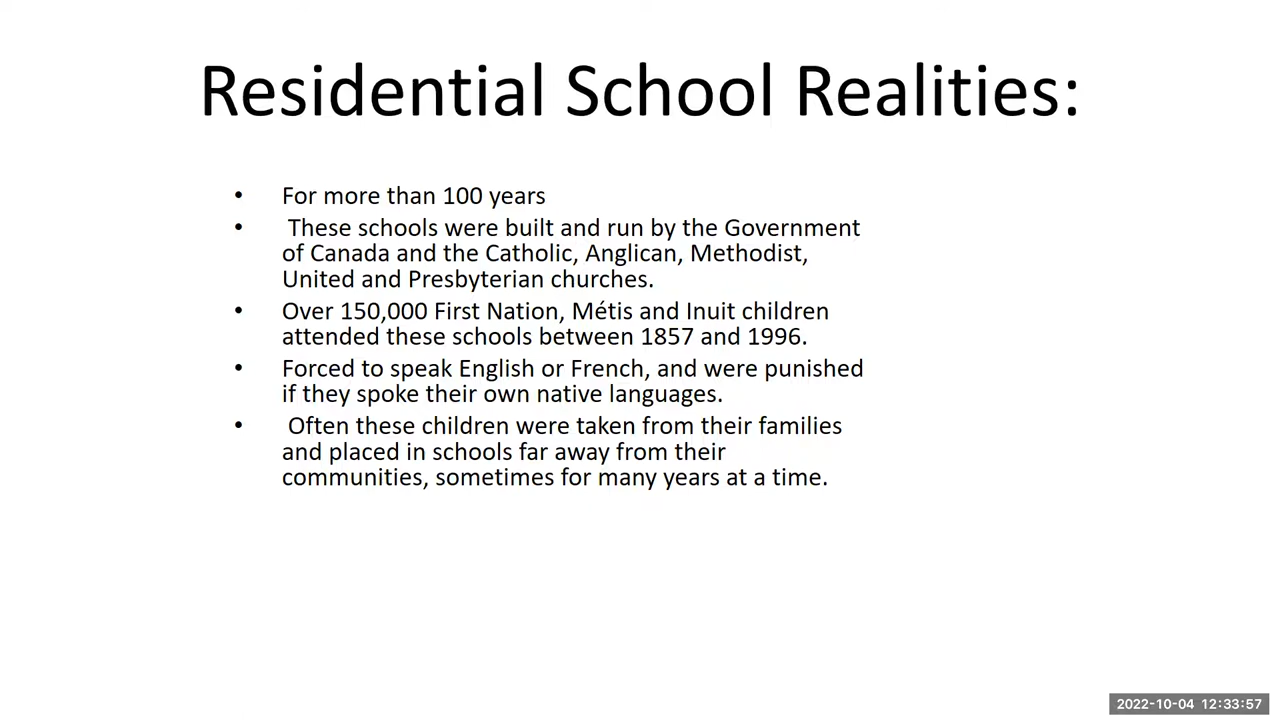 Residential School Realities:
• For more than 100 years
• These schools were built and run by the Government
of Canada and the Catholic, Anglican, Methodist,
United and Presbyterian churches.
• Over 150,000 First Nation, Métis and Inuit children
attended these schools between 1857 and 1996.
• Forced to speak English or French, and were punished
if they spoke their own native languages.
• Often these children were taken from their families
and placed in schools far away from their
communities, sometimes for many years at a time.
2022-10-04 12:33:57